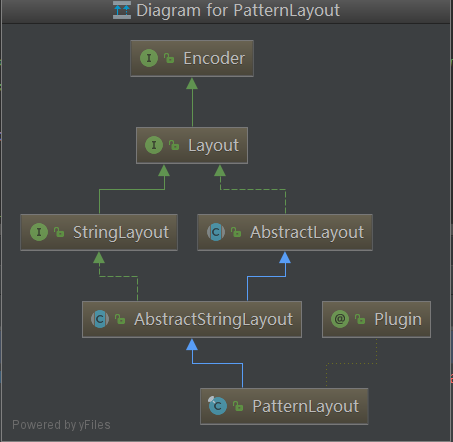 Diagram for PatternLayout
I Encoder
I Layout
I StringLayout
C AbstractLayout
C AbstractStringLayout
@ Plugin
C PatternLayout
Powered by yFiles